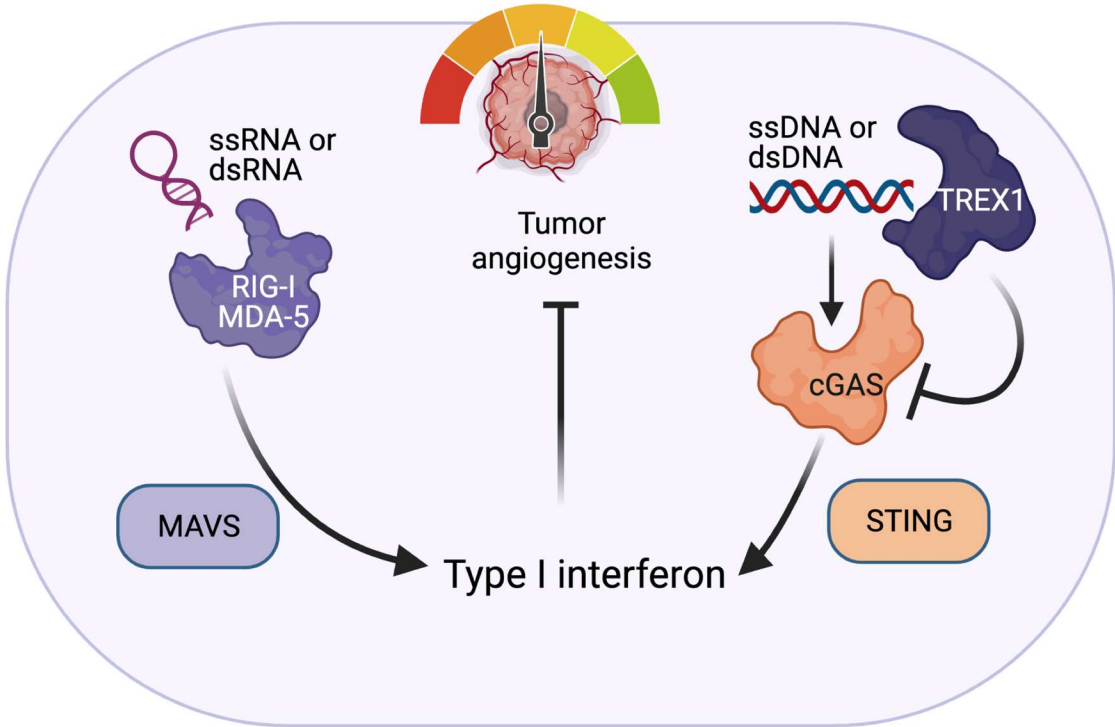 ssRNA or
dsRNA
RIG-I
MDA-5
MAVS
Tumor
angiogenesis
Type I interferon
ssDNA or
dsDNA
TREX1
cGAS
STING